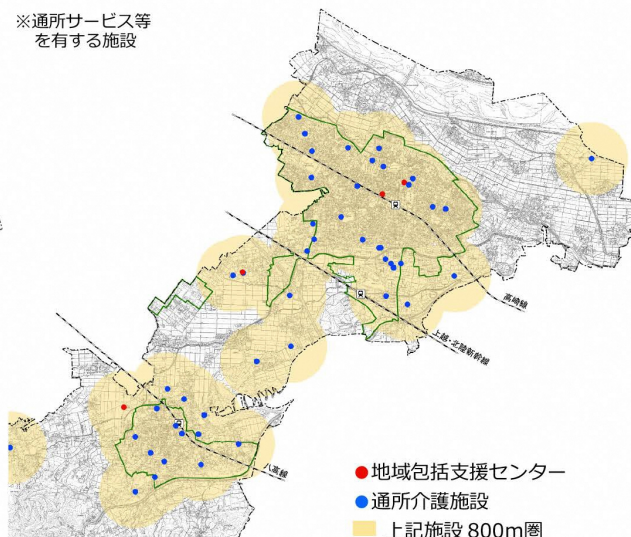 ※通所サービス等
を有する施設
高崎線
上越・北陸新幹線
八高線
地域包括支援センター
通所介護施設
上記施設800m圏